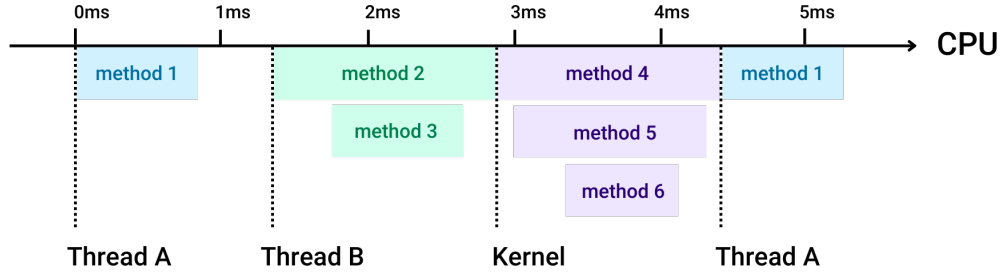 0ms 1ms 2ms 3ms 4ms 5ms
CPU
method 1 method 2 method 4 method 1
method 3 method 5
method 6
Thread A Thread B Kernel Thread A